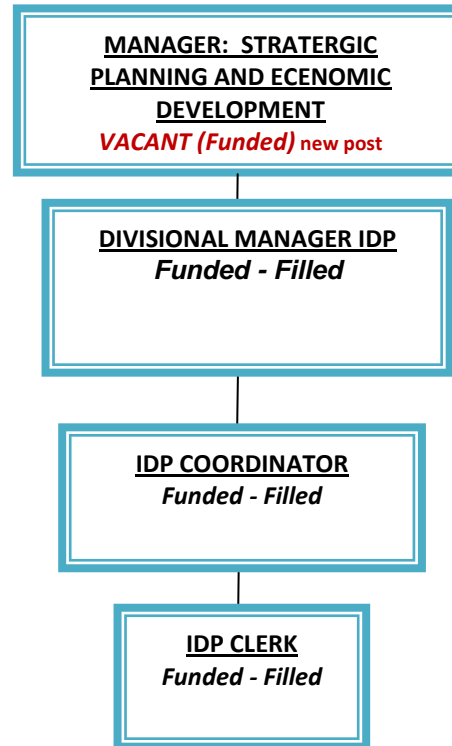 MANAGER: STRATERGIC
PLANNING AND ECENOMIC
DEVELOPMENT
VACANT (Funded) new post
DIVISIONAL MANAGER IDP
Funded - Filled
IDP COORDINATOR
Funded - Filled
IDP CLERK
Funded - Filled